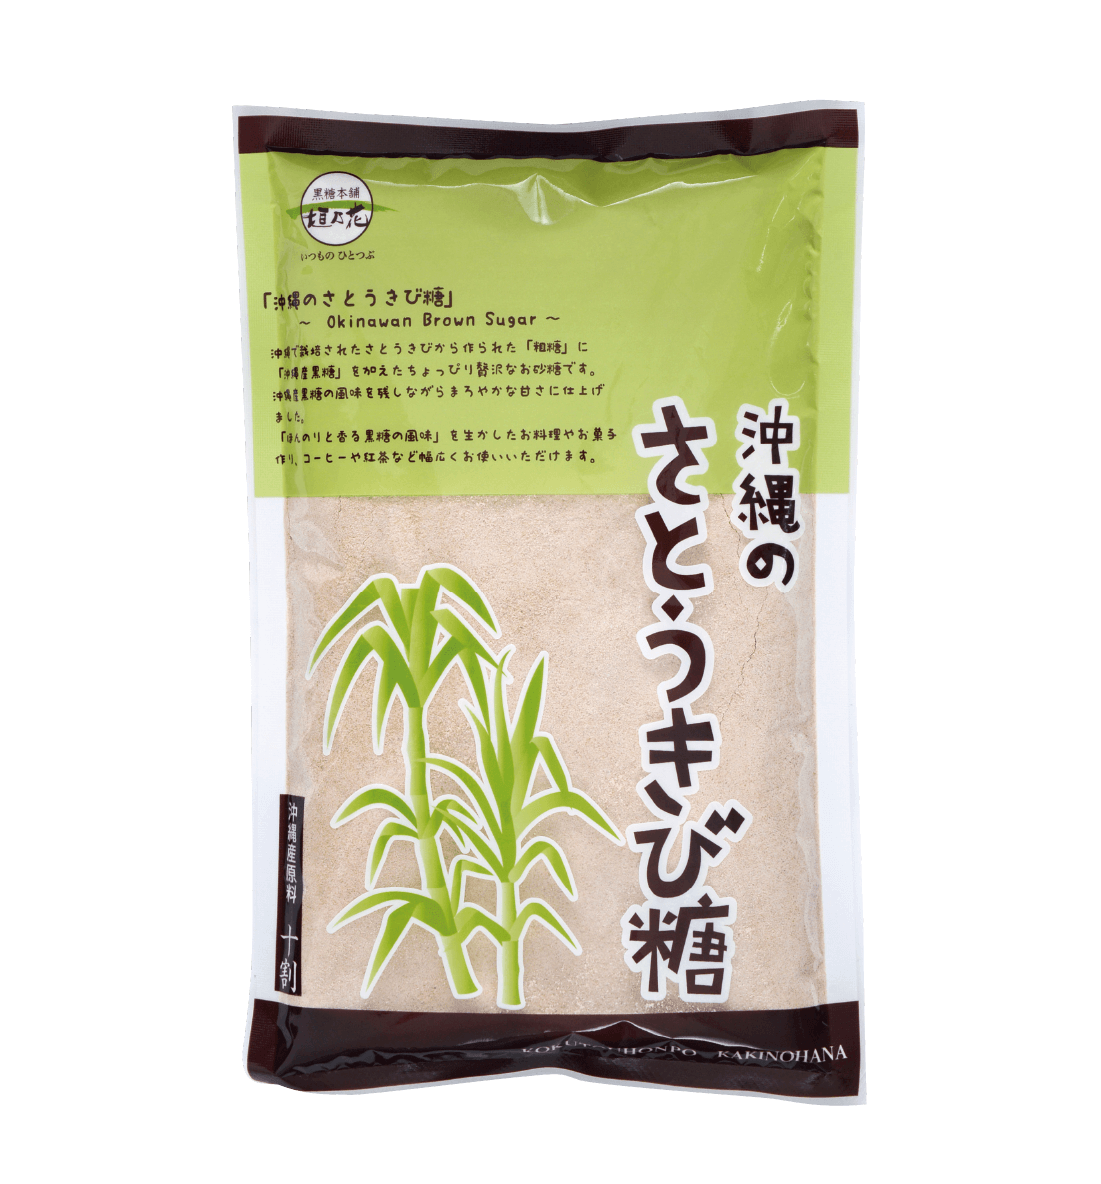 黒糖本舗
垣乃花
いつもの ひとつぶ
「沖縄のさとうきび糖」
～ Okinawan Brown Sugar ～
沖縄で栽培されたさとうきびから作られた「粗糖」に
「沖縄産黒糖」を加えたちょっぴり贅沢なお砂糖です。
沖縄産黒糖の風味を残しながらまろやかな甘さに仕上げ
ました。
「ほんのりと香る黒糖の風味」を生かしたお料理やお菓子
作り、コーヒーや紅茶など幅広くお使いいただけます。
沖縄の
さとうきび糖
沖縄産原料 十割
KOKUTOUHONPO KAKINOHANA